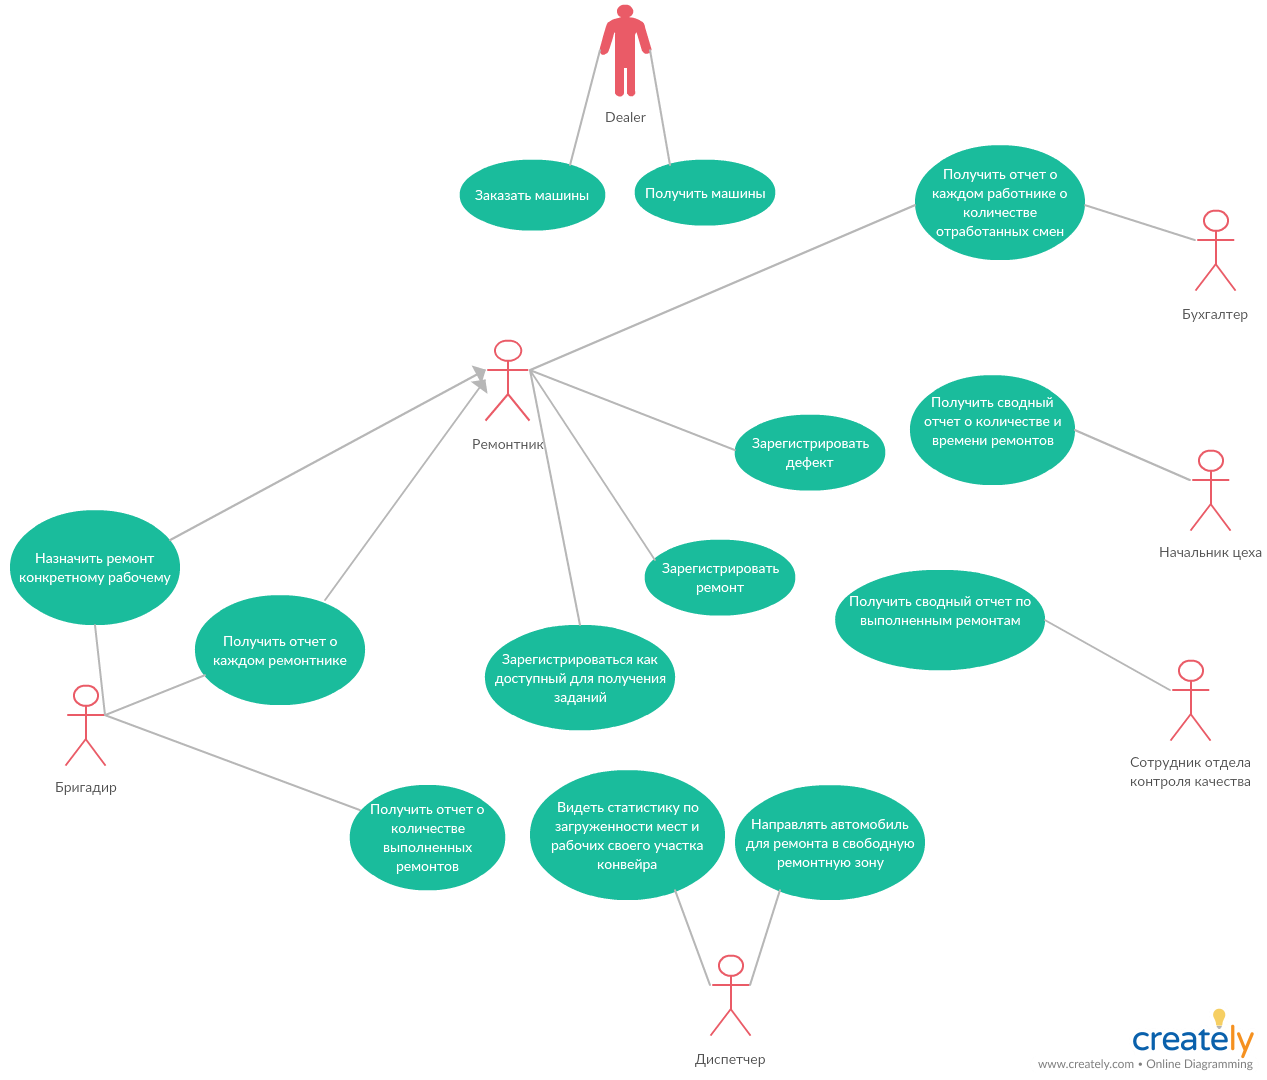 Dealer
Заказать машины
Получить машины
Получить отчет о
каждом работнике о
количестве
отработанных смен
Бухгалтер
Ремонтник
Зарегистрировать
дефект
Получить сводный
отчет о количестве и
времени ремонтов
Начальник цеха
Назначить ремонт
конкретному рабочему
Зарегистрировать
ремонт
Получить сводный отчет по
выполненным ремонтам
Получить отчет о
каждом ремонтнике
Зарегистрироваться как
доступный для получения
заданий
Бригадир
Сотрудник отдела
контроля качества
Получить отчет о
количестве
выполненных
ремонтов
Видеть статистику по
загруженности мест и
рабочих своего участка
конвейра
Направлять автомобиль
для ремонта в свободную
ремонтную зону
Диспетчер
creately
www.creately.com • Online Diagramming